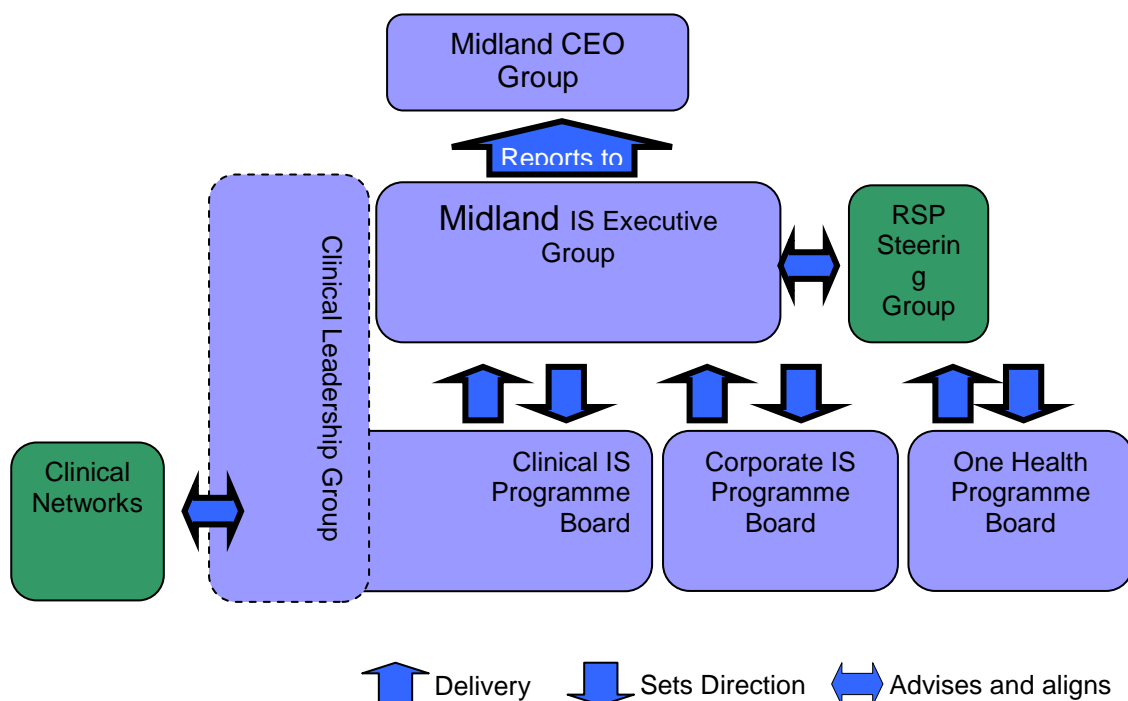 Midland CEO
Group
Reports to
Midland IS Executive
Group
RSP
Steerin
g
Group
Clinical Leadership Group
Clinical
Networks
Clinical IS
Programme
Board
Corporate IS
Programme
Board
One Health
Programme
Board
Delivery
Sets Direction
Advises and aligns